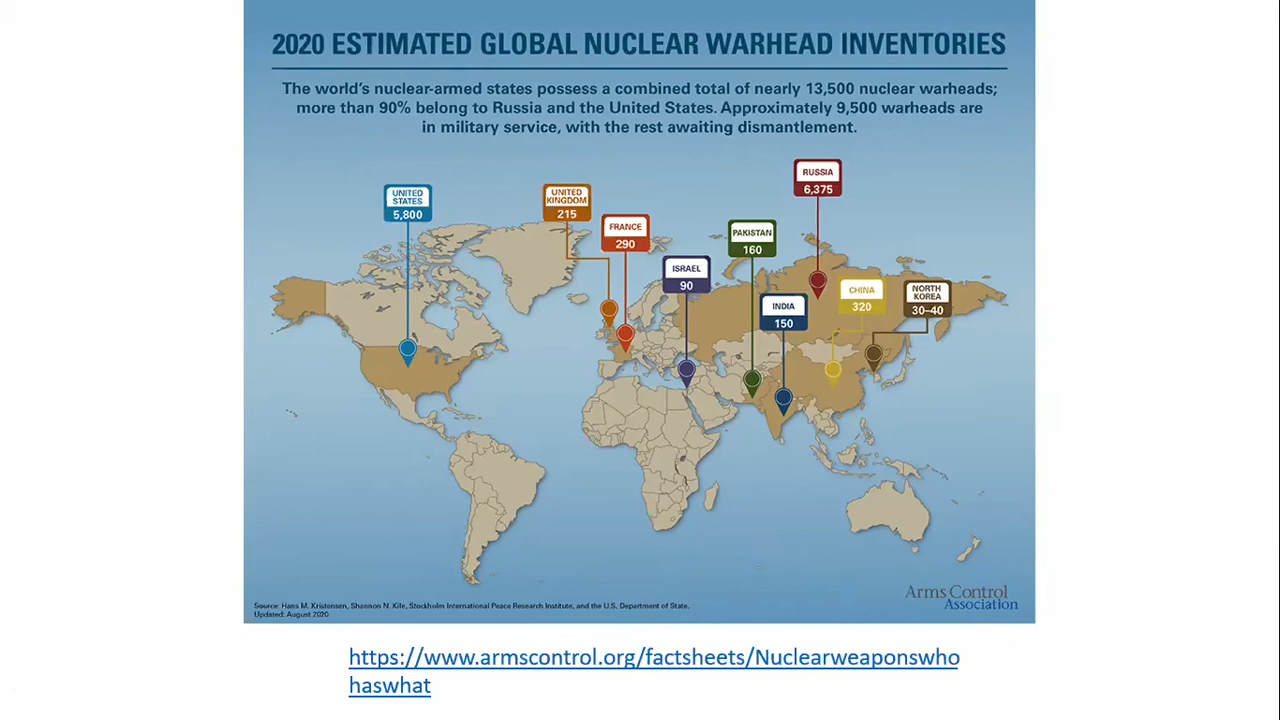 2020 ESTIMATED GLOBAL NUCLEAR WARHEAD INVENTORIES
The world's nuclear-armed states possess a combined total of nearly 13,500 nuclear warheads;
more than 90% belong to Russia and the United States. Approximately 9,500 warheads are
in military service, with the rest awaiting dismantlement.
RUSSIA
6,375
UNITED
STATES
5,800
UNITED
KINGDOM
215
FRANCE
290
PAKISTAN
160
ISRAEL
90
INDIA
150
CHINA
320
NORTH
KOREA
30–40
Arms Control
Association
Source: Hans M. Kristensen, Shannon N. Kile, Stockholm International Peace Research Institute, and the U.S. Department of State.
Updated: August 2020
https://www.armscontrol.org/factsheets/Nuclearweaponswho
haswhat